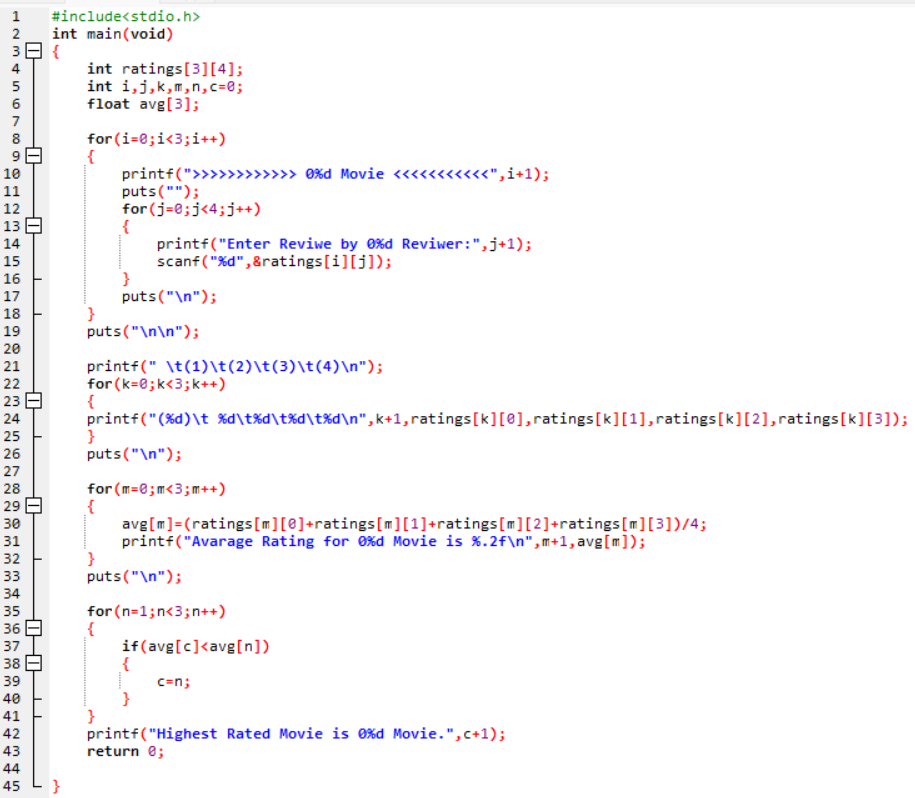 1 #include<stdio.h>
2 int main(void)
3 {
4 int ratings[3][4];
5 int i,j,k,m,n,c=0;
6 float avg[3];
7
8 for(i=0;i<3;i++)
9 {
10 printf(">>>>>>>>>>>> 0%d Movie <<<<<<<<<<<",i+1);
11 puts("");
12 for(j=0;j<4;j++)
13 {
14 printf("Enter Reviwe by 0%d Reviwer:",j+1);
15 scanf("%d",&ratings[i][j]);
16 }
17 puts("\n");
18 }
19 puts("\n\n");
20
21 printf(" \t(1)\t(2)\t(3)\t(4)\n");
22 for(k=0;k<3;k++)
23 {
24 printf("(%d)\t %d\t%d\t%d\t%d\n",k+1,ratings[k][0],ratings[k][1],ratings[k][2],ratings[k][3]);
25 }
26 puts("\n");
27
28 for(m=0;m<3;m++)
29 {
30 avg[m]=(ratings[m][0]+ratings[m][1]+ratings[m][2]+ratings[m][3])/4;
31 printf("Avarage Rating for 0%d Movie is %.2f\n",m+1,avg[m]);
32 }
33 puts("\n");
34
35 for(n=1;n<3;n++)
36 {
37 if(avg[c]<avg[n])
38 {
39 c=n;
40 }
41 }
42 printf("Highest Rated Movie is 0%d Movie.",c+1);
43 return 0;
44
45 }